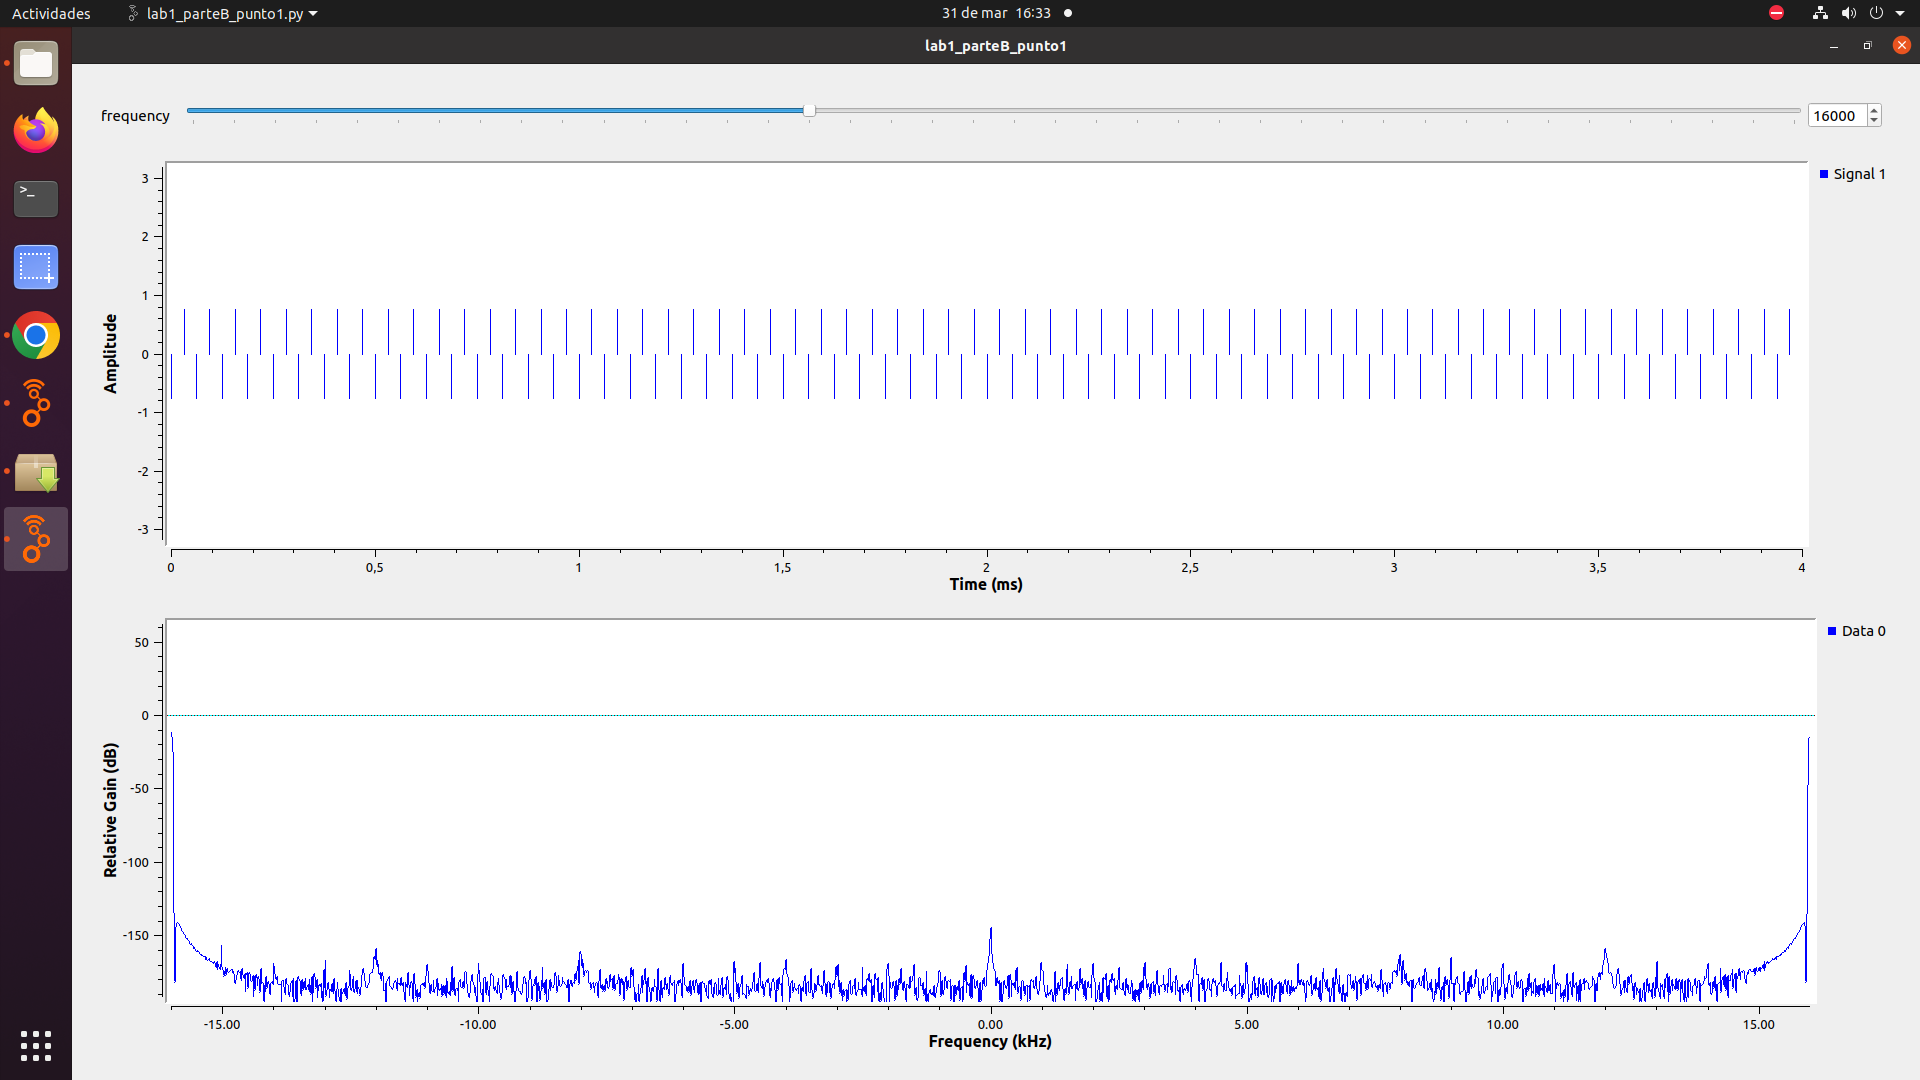 Actividades
lab1_parteB_punto1.py
31 de mar 16:33
lab1_parteB_punto1
frequency
16000
Signal 1
Amplitude
3
2
1
0
-1
-2
-3
0 0,5 1 1,5 2 2,5 3 3,5 4
Time (ms)
Data 0
Relative Gain (dB)
50
0
-50
-100
-150
-15.00 -10.00 -5.00 0.00 5.00 10.00 15.00
Frequency (kHz)